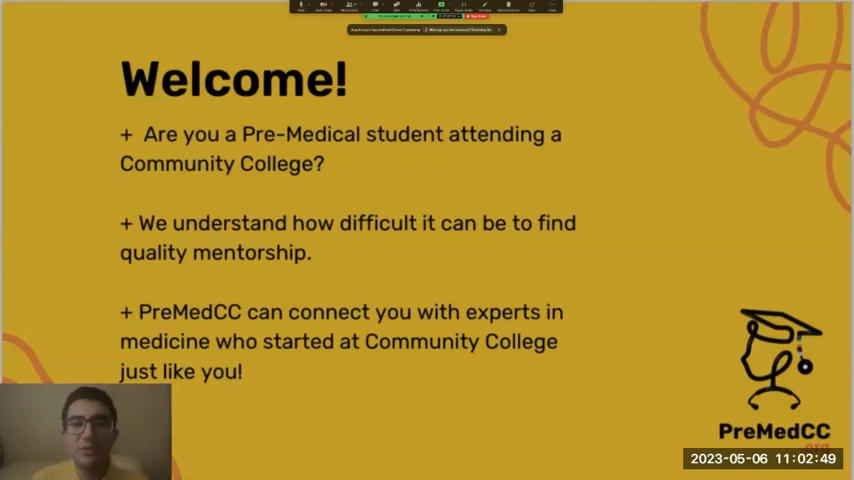 Welcome!
+ Are you a Pre-Medical student attending a
Community College?
+ We understand how difficult it can be to find
quality mentorship.
+ PreMedCC can connect you with experts in
medicine who started at Community College
just like you!
PreMedCC
.org
2023-05-06 11:02:49